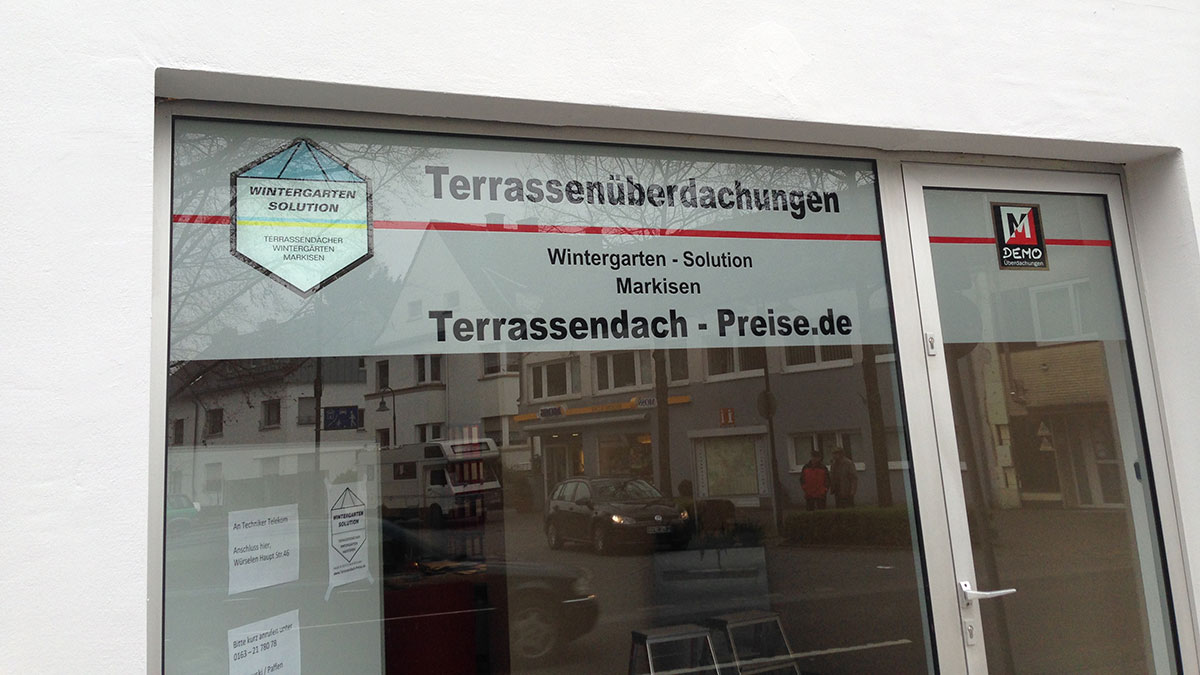 WINTERGARTEN
SOLUTION
TERRASSENDÄCHER
WINTERGÄRTEN
MARKISEN
Terrassenüberdachungen
Wintergarten - Solution
Markisen
Terrassendach - Preise.de
M
DEMO
Überdachungen
An Techniker Telekom
Anschluss hier,
Würselen Haupt Str 46
WINTERGARTEN
SOLUTION
Bitte kurz anrufen unter
0163 – 21 780 78
/ Paffen